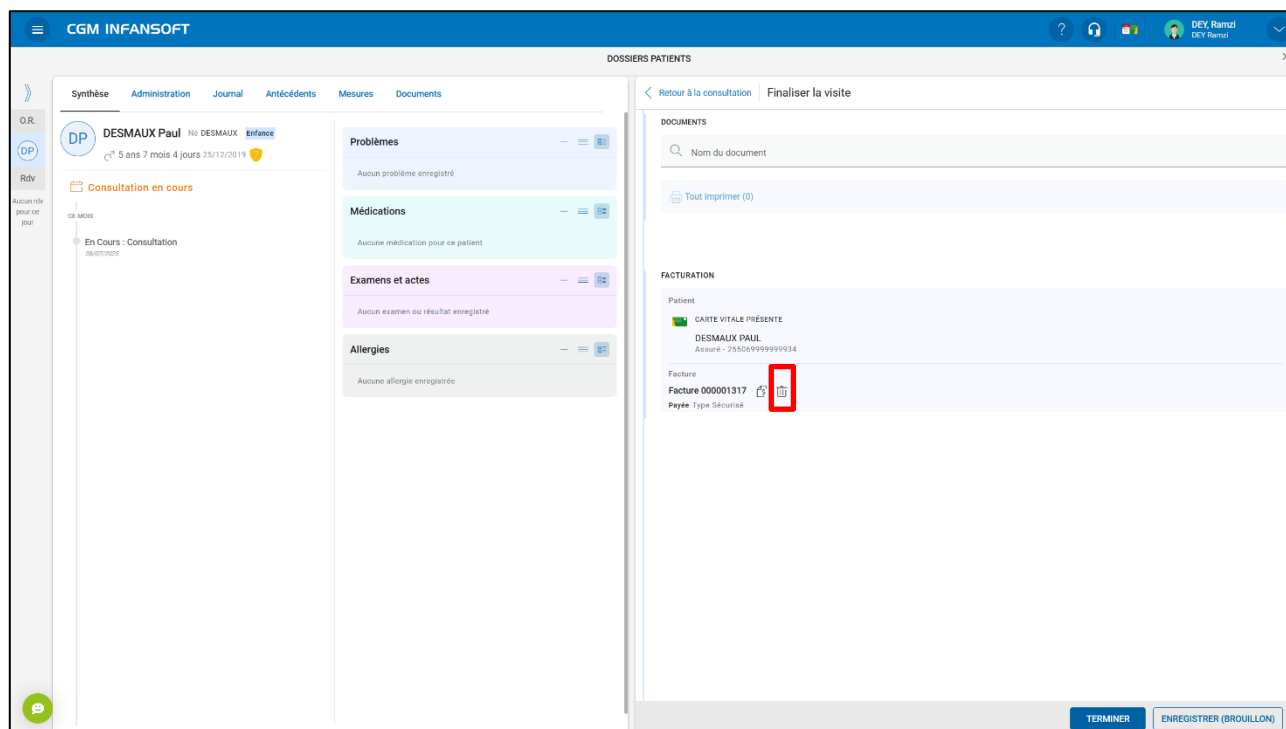 CGM INFANSOFT
?
DEY, Ramzi
DEY Ramzi
DOSSIERS PATIENTS
O.R.
DP
Rdv
Aucun rdv
pour ce
jour
Synthèse Administration Journal Antécédents Mesures Documents
DP
DESMAUX Paul Né DESMAUX Enfance
5 ans 7 mois 4 jours 25/12/2019 ?
Consultation en cours
CE MOIS
En Cours : Consultation
28/07/2025
Problèmes
Aucun problème enregistré
Médications
Aucune médication pour ce patient
Examens et actes
Aucun examen ou résultat enregistré
Allergies
Aucune allergie enregistrée
Retour à la consultation Finaliser la visite
DOCUMENTS
Nom du document
Tout imprimer (0)
FACTURATION
Patient
CARTE VITALE PRÉSENTE
DESMAUX PAUL
Assuré - 255069999999934
Facture
Facture 000001317
Payée Type Sécurisé
TERMINER
ENREGISTRER (BROUILLON)